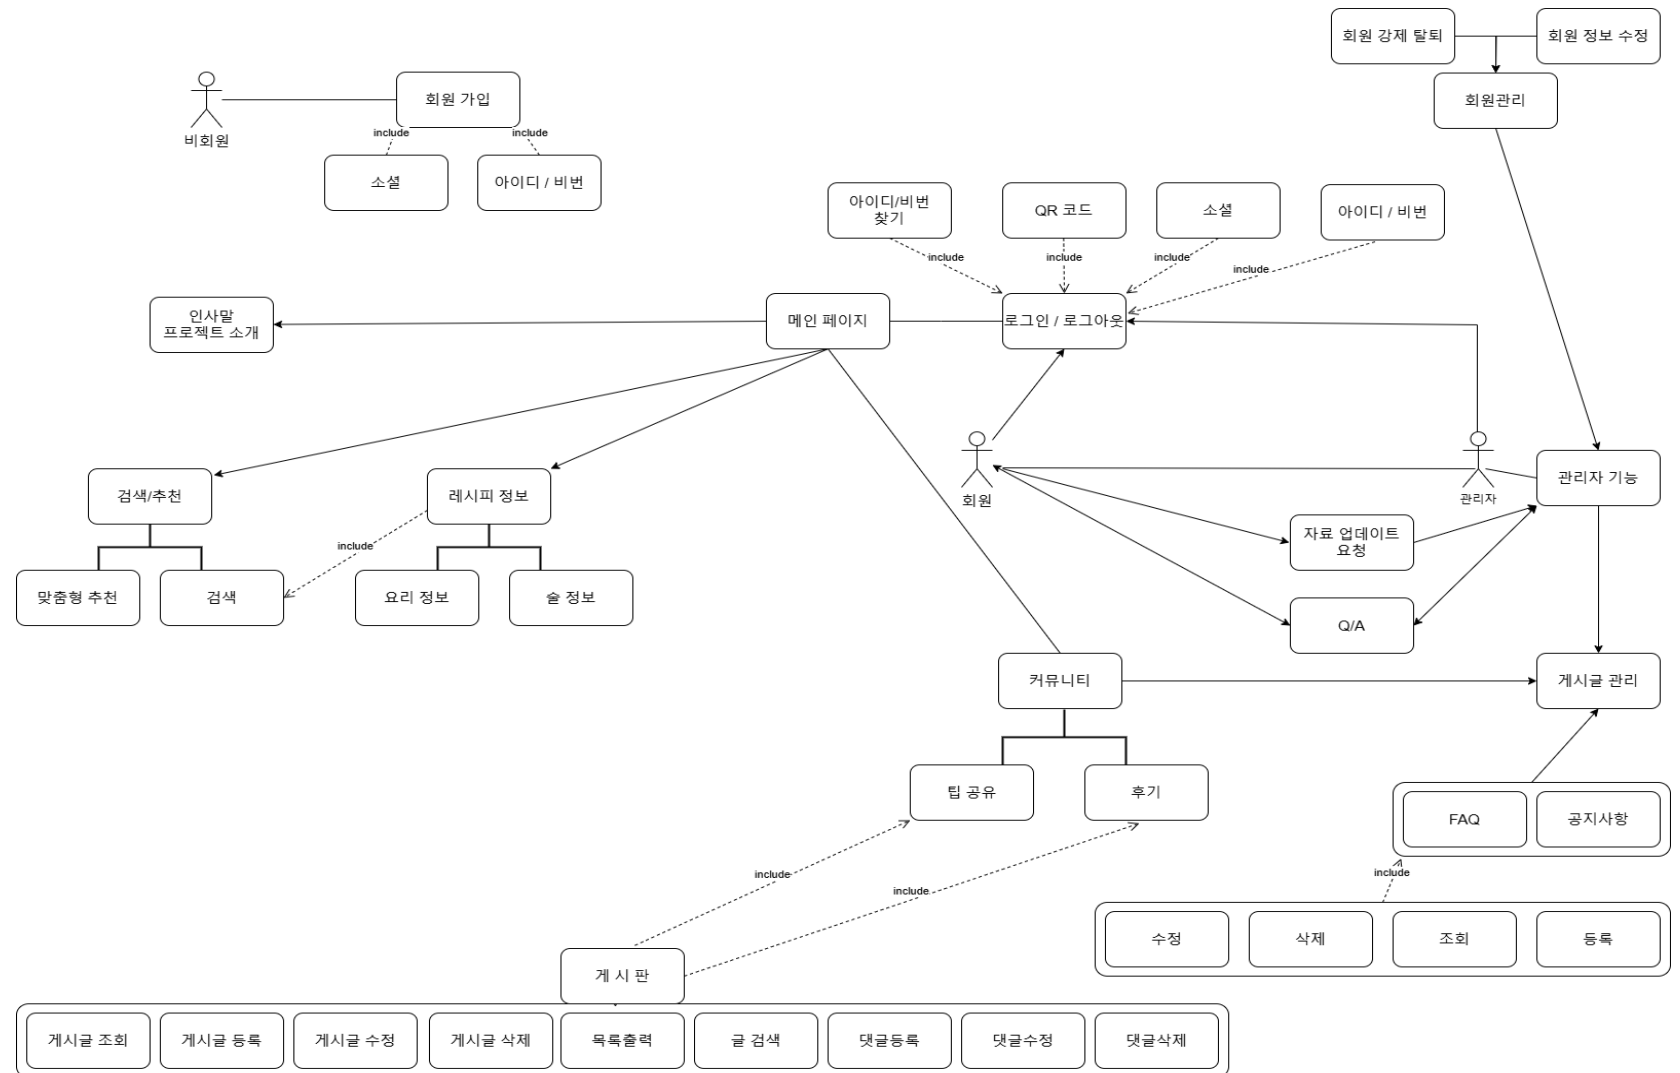 회원 강제 탈퇴
회원 정보 수정
회원관리
비회원
회원 가입
include
include
소셜
아이디 / 비번
아이디/비번
찾기
QR 코드
소셜
아이디 / 비번
include
include
include
include
인사말
프로젝트 소개
메인 페이지
로그인 / 로그아웃
회원
관리자
관리자 기능
검색/추천
레시피 정보
include
맞춤형 추천
검색
요리 정보
술 정보
자료 업데이트
요청
Q/A
커뮤니티
게시글 관리
팁 공유
후기
FAQ
공지사항
include
include
include
수정
삭제
조회
등록
게 시 판
게시글 조회
게시글 등록
게시글 수정
게시글 삭제
목록출력
글 검색
댓글등록
댓글수정
댓글삭제